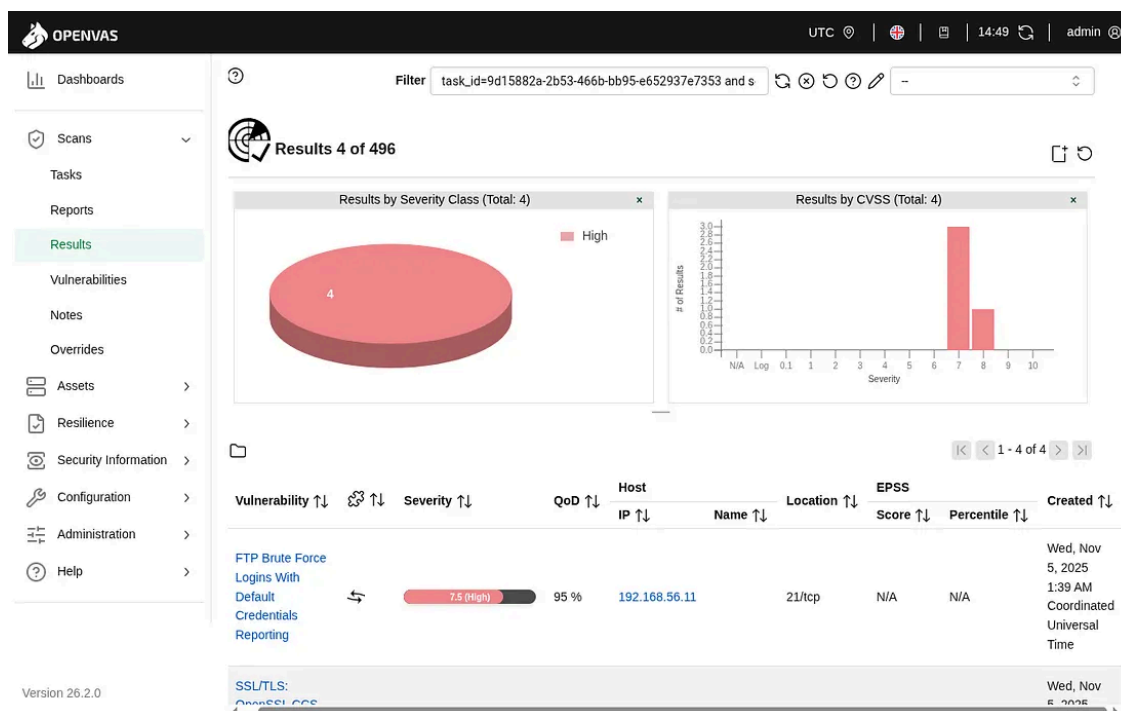 OPENVAS
UTC
14:49
admin
Dashboards
Scans
Tasks
Reports
Results
Vulnerabilities
Notes
Overrides
Assets
Resilience
Security Information
Configuration
Administration
Help
Version 26.2.0
Filter
task_id=9d15882a-2b53-466b-bb95-e652937e7353 and s
--
Results 4 of 496
Results by Severity Class (Total: 4)
×
High
4
Results by CVSS (Total: 4)
×
# of Results
3.0
2.8
2.6
2.4
2.2
2.0
1.8
1.6
1.4
1.2
1.0
0.8
0.6
0.4
0.2
0.0
N/A Log 0.1 1 2 3 4 5 6 7 8 9 10
Severity
1 - 4 of 4
Vulnerability
Severity
QoD
Host
IP
Name
Location
EPSS
Score
Percentile
Created
FTP Brute Force
Logins With
Default
Credentials
Reporting
7.5 (High)
95 %
192.168.56.11
21/tcp
N/A
N/A
Wed, Nov
5, 2025
1:39 AM
Coordinated
Universal
Time
SSL/TLS:
OpenSSL CCS
Wed, Nov
5, 2025